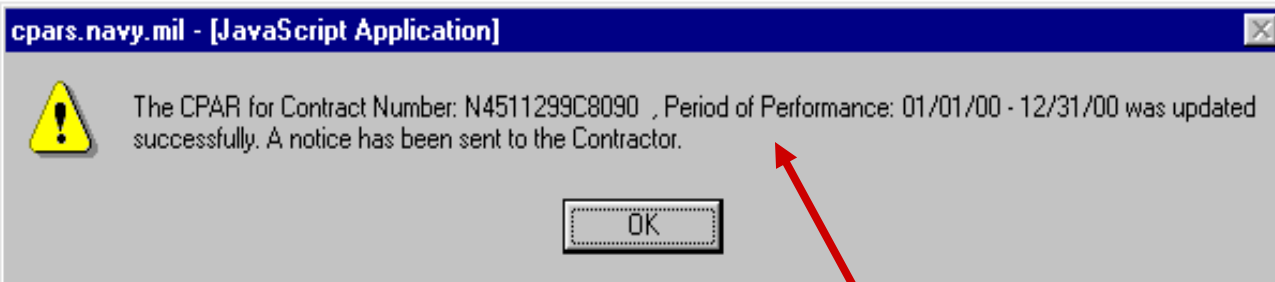 cpars.navy.mil - [JavaScript Application]
The CPAR for Contract Number: N4511299C8090 , Period of Performance: 01/01/00 - 12/31/00 was updated
successfully. A notice has been sent to the Contractor.
OK